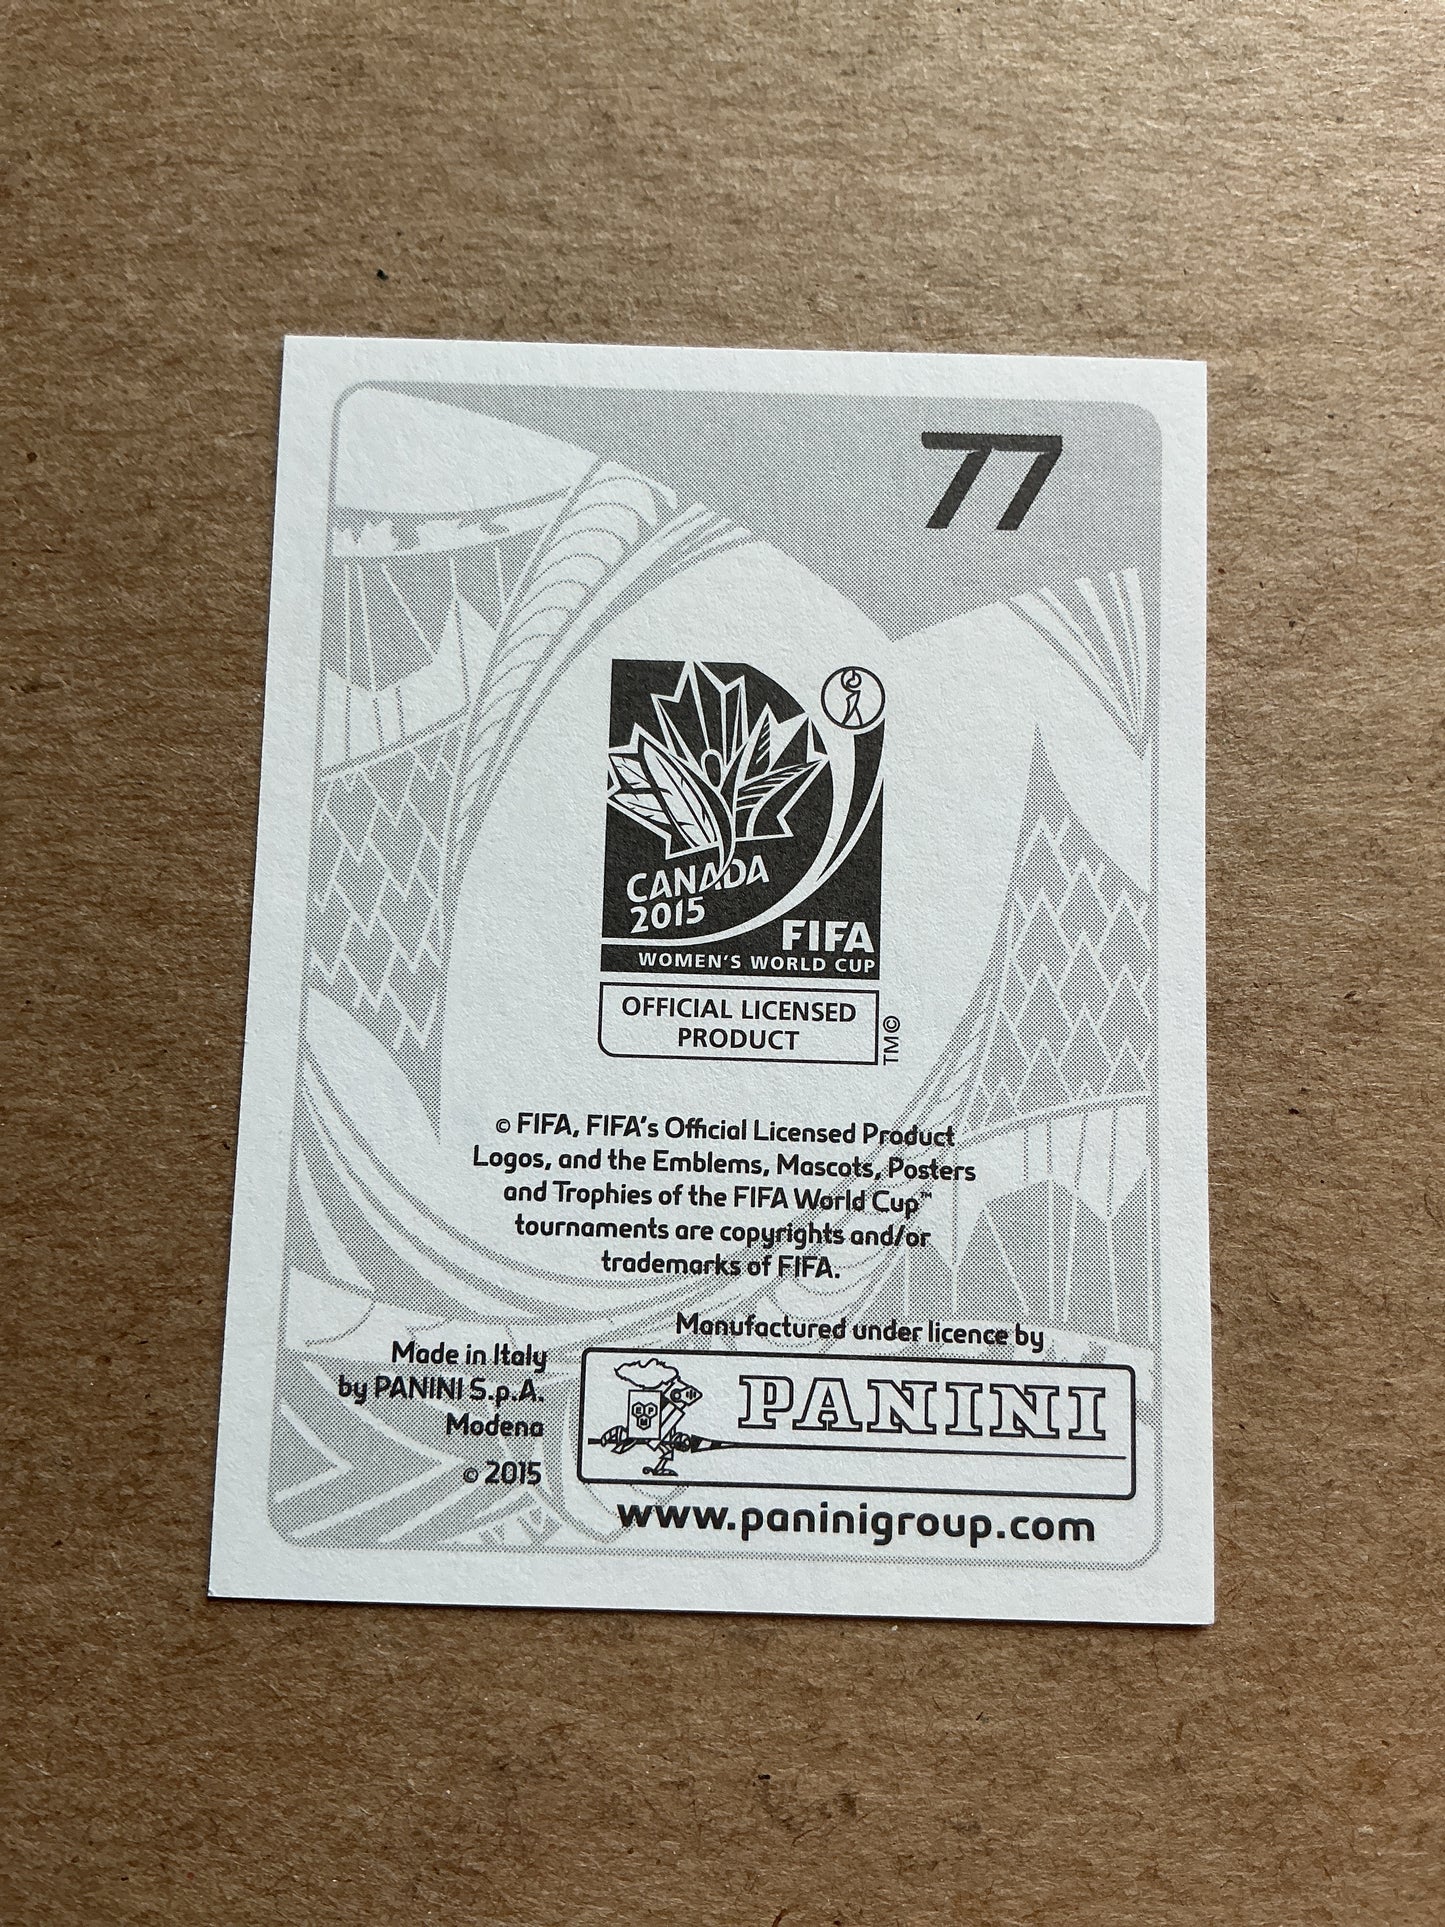 77
CANADA
2015
FIFA
WOMEN'S WORLD CUP
OFFICIAL LICENSED
PRODUCT
TM©
© FIFA, FIFA's Official Licensed Product
Logos, and the Emblems, Mascots, Posters
and Trophies of the FIFA World Cup™
tournaments are copyrights and/or
trademarks of FIFA.
Manufactured under licence by
Made in Italy
by PANINI S.p.A.
Modena
© 2015
EPM
PANINI
www.paninigroup.com